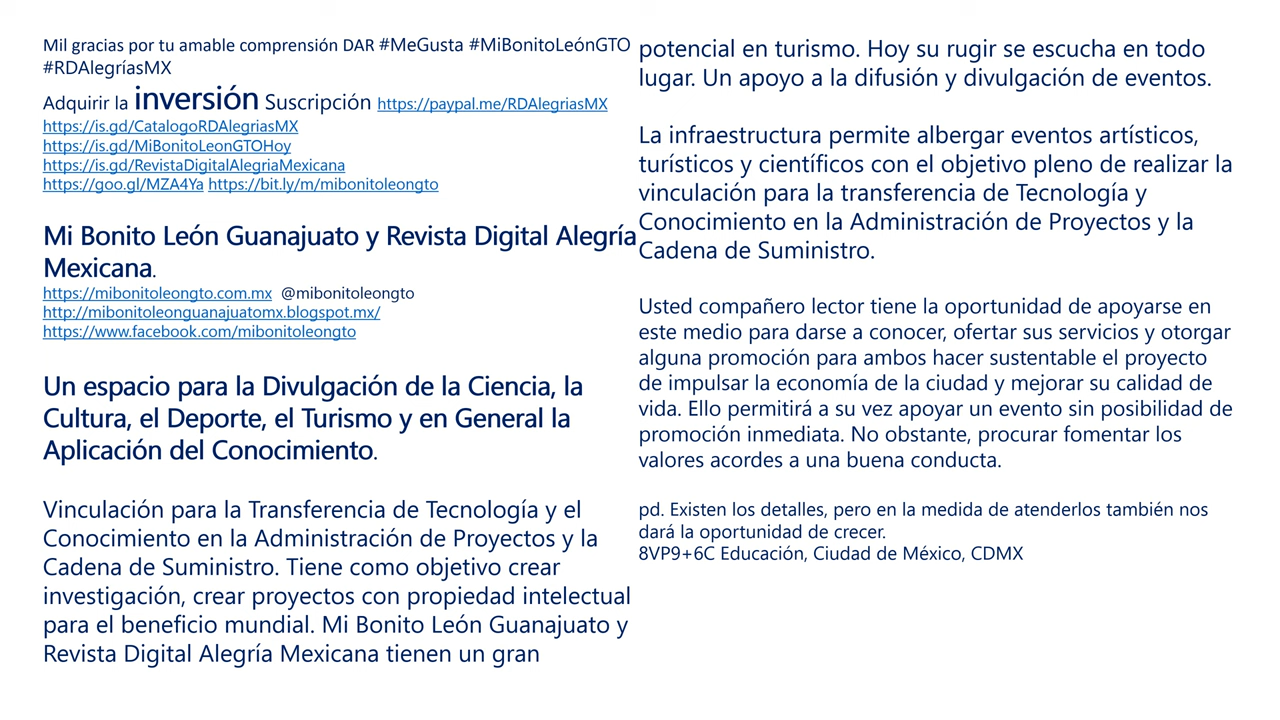 Mil gracias por tu amable comprensión DAR #MeGusta #MiBonitoLeónGTO
#RDAlegríasMX
Adquirir la inversión Suscripción https://paypal.me/RDAlegriasMX
https://is.gd/CatalogoRDAlegriasMX
https://is.gd/MiBonitoLeonGTOHoy
https://is.gd/RevistaDigitalAlegriaMexicana
https://goo.gl/MZA4Ya https://bit.ly/m/mibonitoleongto
Mi Bonito León Guanajuato y Revista Digital Alegría
Mexicana.
https://mibonitoleongto.com.mx @mibonitoleongto
http://mibonitoleonguanajuatomx.blogspot.mx/
https://www.facebook.com/mibonitoleongto
Un espacio para la Divulgación de la Ciencia, la
Cultura, el Deporte, el Turismo y en General la
Aplicación del Conocimiento.
Vinculación para la Transferencia de Tecnología y el
Conocimiento en la Administración de Proyectos y la
Cadena de Suministro. Tiene como objetivo crear
investigación, crear proyectos con propiedad intelectual
para el beneficio mundial. Mi Bonito León Guanajuato y
Revista Digital Alegría Mexicana tienen un gran
potencial en turismo. Hoy su rugir se escucha en todo
lugar. Un apoyo a la difusión y divulgación de eventos.
La infraestructura permite albergar eventos artísticos,
turísticos y científicos con el objetivo pleno de realizar la
vinculación para la transferencia de Tecnología y
Conocimiento en la Administración de Proyectos y la
Cadena de Suministro.
Usted compañero lector tiene la oportunidad de apoyarse en
este medio para darse a conocer, ofertar sus servicios y otorgar
alguna promoción para ambos hacer sustentable el proyecto
de impulsar la economía de la ciudad y mejorar su calidad de
vida. Ello permitirá a su vez apoyar un evento sin posibilidad de
promoción inmediata. No obstante, procurar fomentar los
valores acordes a una buena conducta.
pd. Existen los detalles, pero en la medida de atenderlos también nos
dará la oportunidad de crecer.
8VP9+6C Educación, Ciudad de México, CDMX